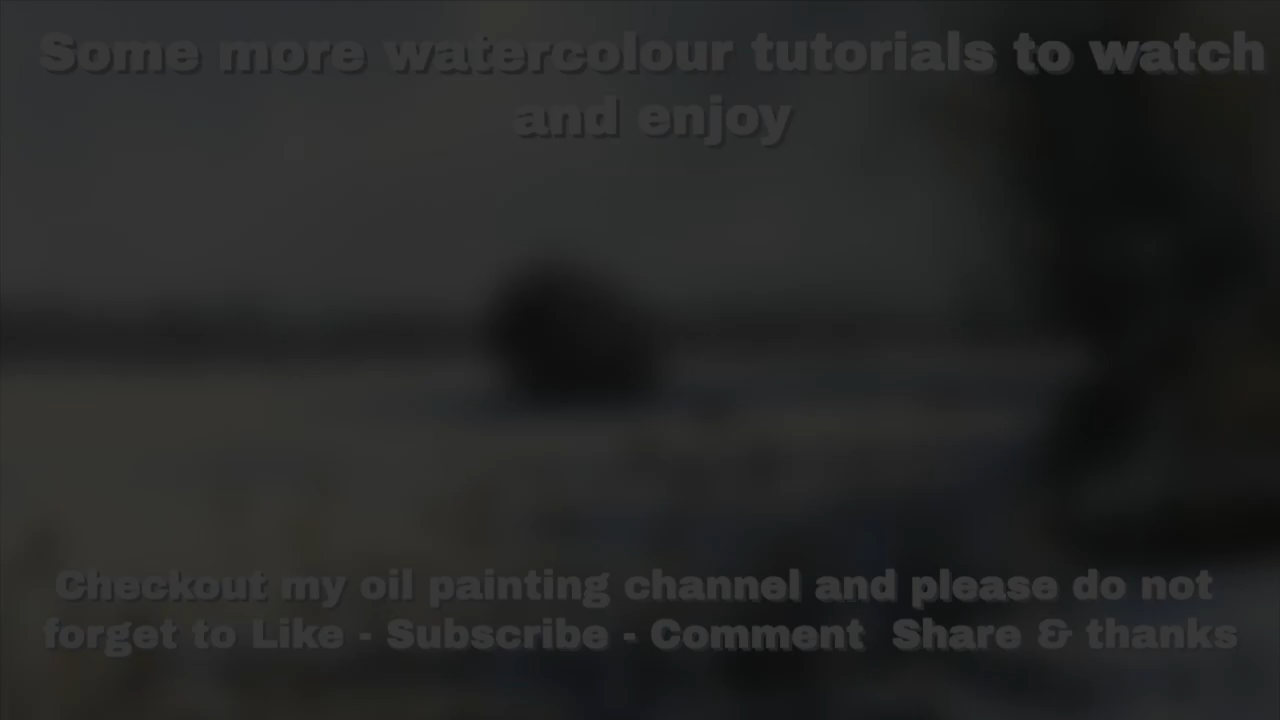 Some more watercolour tutorials to watch
and enjoy
Checkout my oil painting channel and please do not
forget to Like - Subscribe - Comment Share & thanks